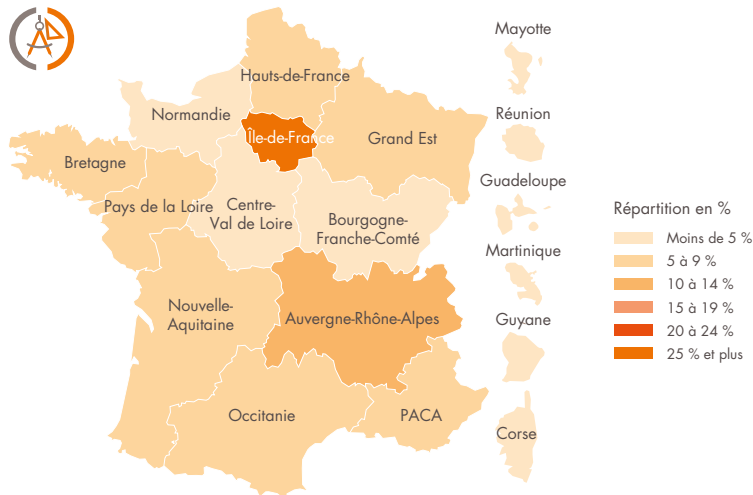 Mayotte
Hauts-de-France
Normandie
Réunion
Île-de-France
Grand Est
Bretagne
Guadeloupe
Pays de la Loire
Centre-
Val de Loire
Bourgogne-
Franche-Comté
Martinique
Nouvelle-
Aquitaine
Auvergne-Rhône-Alpes
Guyane
Occitanie
PACA
Corse
Répartition en %
Moins de 5 %
5 à 9 %
10 à 14 %
15 à 19 %
20 à 24 %
25 % et plus